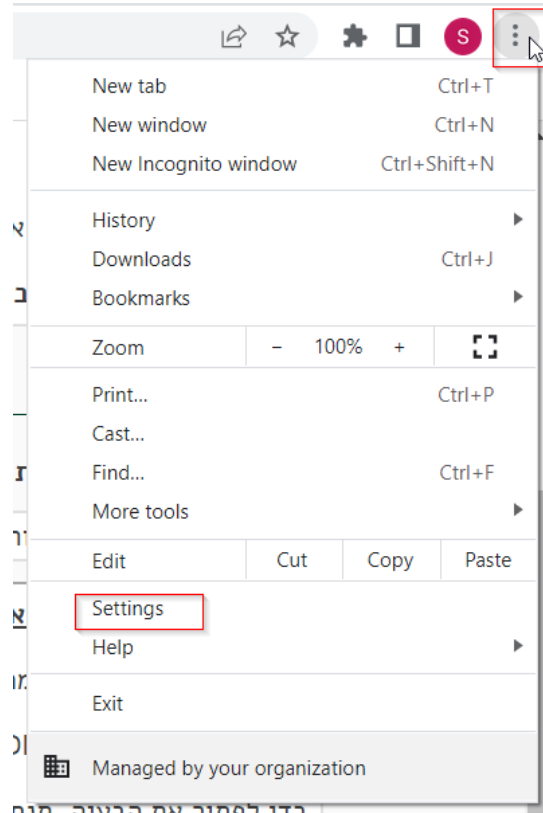 S
New tab Ctrl+T
New window Ctrl+N
New Incognito window Ctrl+Shift+N
History
Downloads Ctrl+J
Bookmarks
Zoom − 100% +
Print... Ctrl+P
Cast...
Find... Ctrl+F
More tools
Edit Cut Copy Paste
Settings
Help
Exit
Managed by your organization